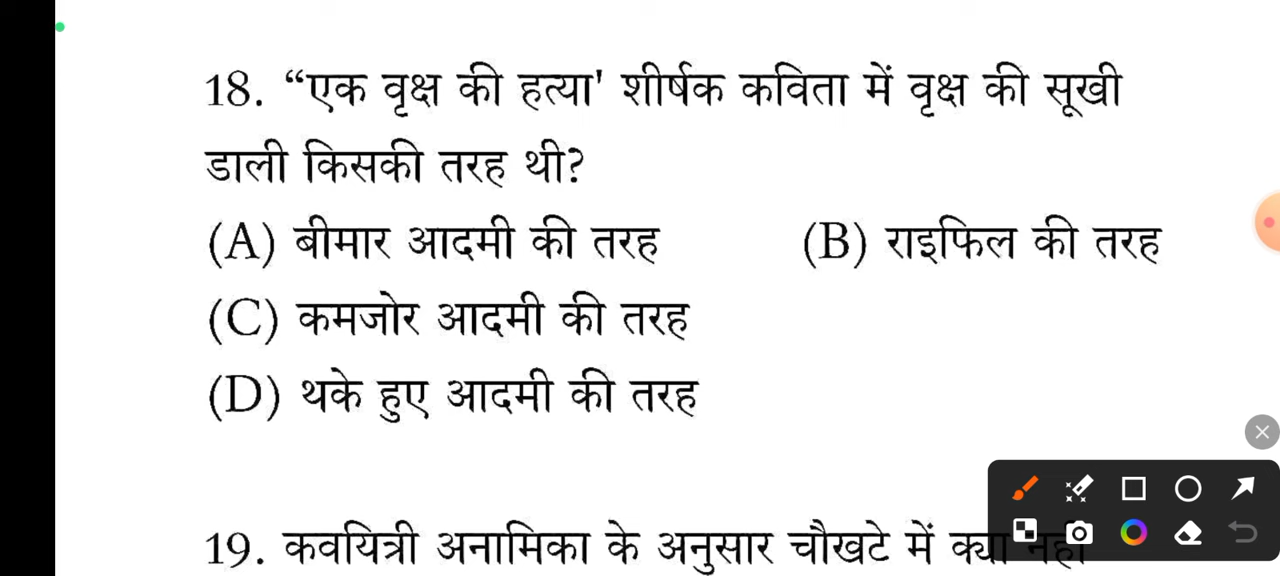 18. “एक वृक्ष की हत्या' शीर्षक कविता में वृक्ष की सूखी
डाली किसकी तरह थी?
(A) बीमार आदमी की तरह (B) राइफिल की तरह
(C) कमजोर आदमी की तरह
(D) थके हुए आदमी की तरह
19. कवयित्री अनामिका के अनुसार चौखटे में क्या नहीं